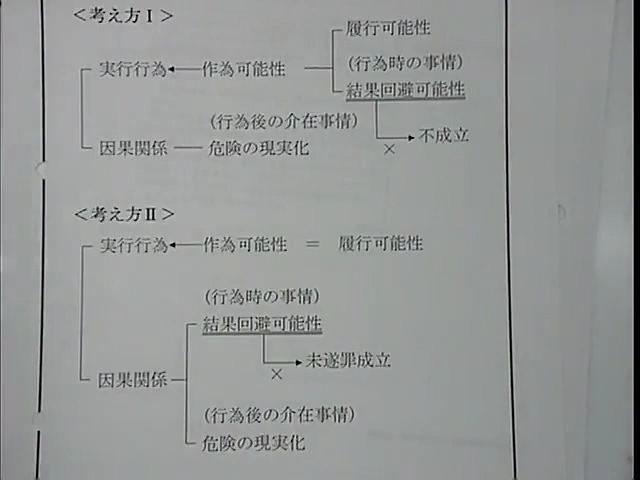 ＜考え方Ⅰ＞
履行可能性
実行行為 作為可能性 (行為時の事情)
結果回避可能性
(行為後の介在事情) × 不成立
因果関係 危険の現実化
＜考え方Ⅱ＞
実行行為 作為可能性 ＝ 履行可能性
(行為時の事情)
結果回避可能性
× 未遂罪成立
因果関係
(行為後の介在事情)
危険の現実化